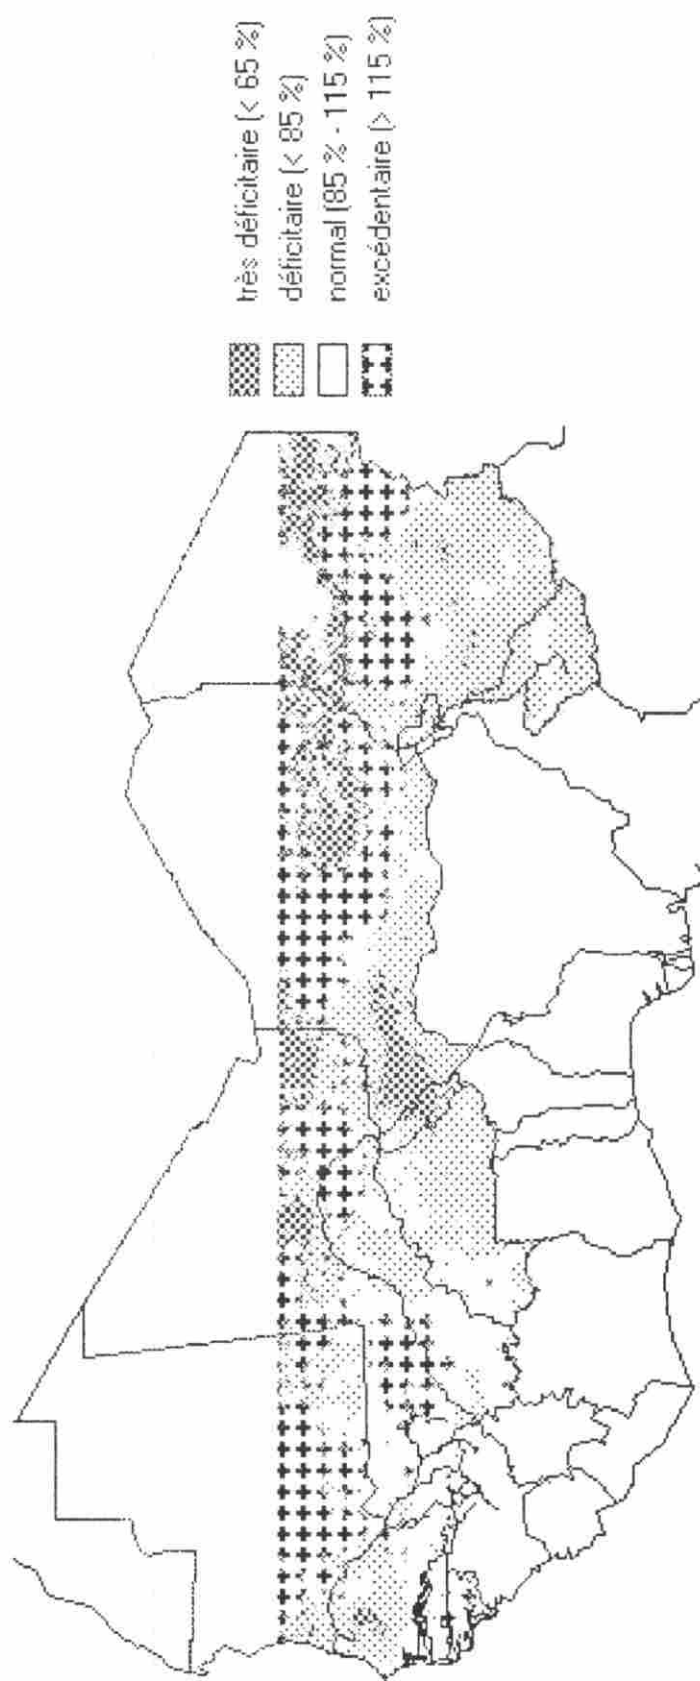 très déficitaire (< 65 %)
déficitaire (< 85 %)
normal (85 % - 115 %)
excédentaire (> 115 %)